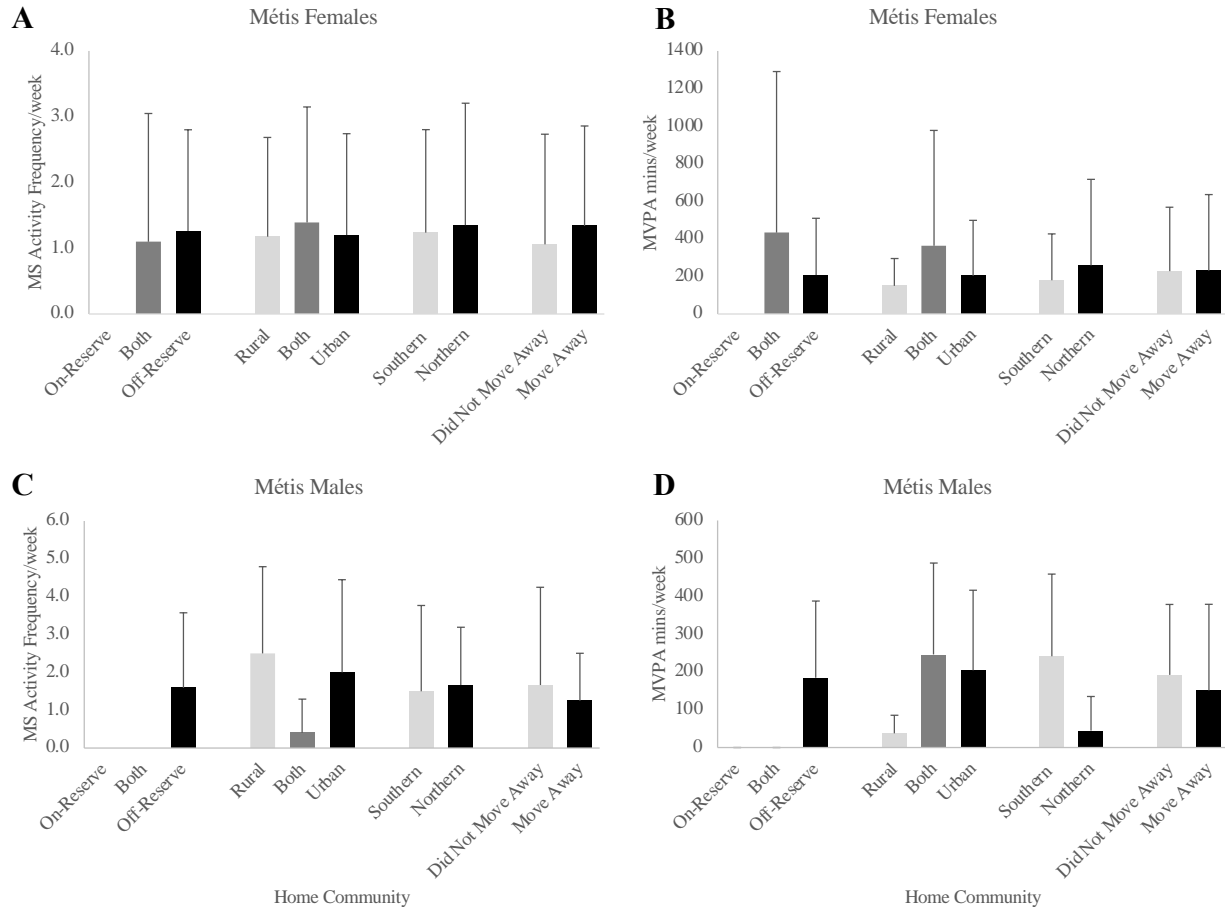 A
Métis Females
MS Activity Frequency/week
4.0
3.0
2.0
1.0
0.0
On-Reserve
Both
Off-Reserve
Rural
Both
Urban
Southern
Northern
Did Not Move Away
Move Away
B
Métis Females
MVPA mins/week
1400
1200
1000
800
600
400
200
0
On-Reserve
Both
Off-Reserve
Rural
Both
Urban
Southern
Northern
Did Not Move Away
Move Away
C
Métis Males
MS Activity Frequency/week
6.0
5.0
4.0
3.0
2.0
1.0
0.0
On-Reserve
Both
Off-Reserve
Rural
Both
Urban
Southern
Northern
Did Not Move Away
Move Away
Home Community
D
Métis Males
MVPA mins/week
600
500
400
300
200
100
0
On-Reserve
Both
Off-Reserve
Rural
Both
Urban
Southern
Northern
Did Not Move Away
Move Away
Home Community